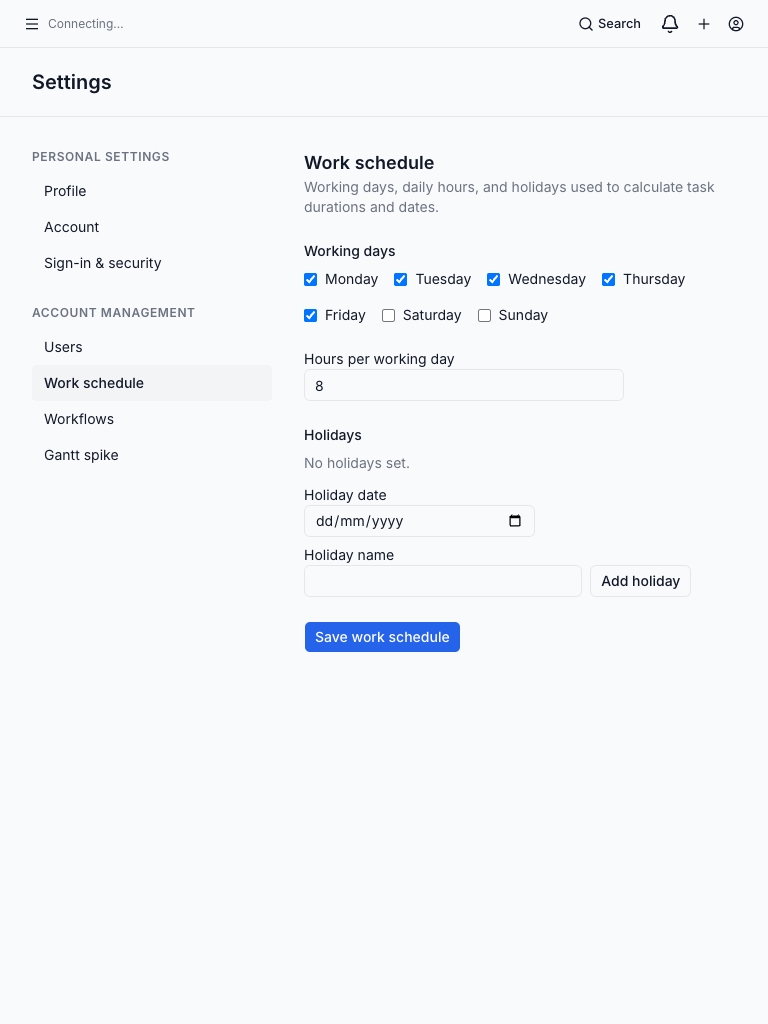 Connecting...
Search
Settings
PERSONAL SETTINGS
Profile
Account
Sign-in & security
ACCOUNT MANAGEMENT
Users
Work schedule
Workflows
Gantt spike
Work schedule
Working days, daily hours, and holidays used to calculate task
durations and dates.
Working days
Monday Tuesday Wednesday Thursday
Friday Saturday Sunday
Hours per working day
8
Holidays
No holidays set.
Holiday date
dd/mm/yyyy
Holiday name
Add holiday
Save work schedule